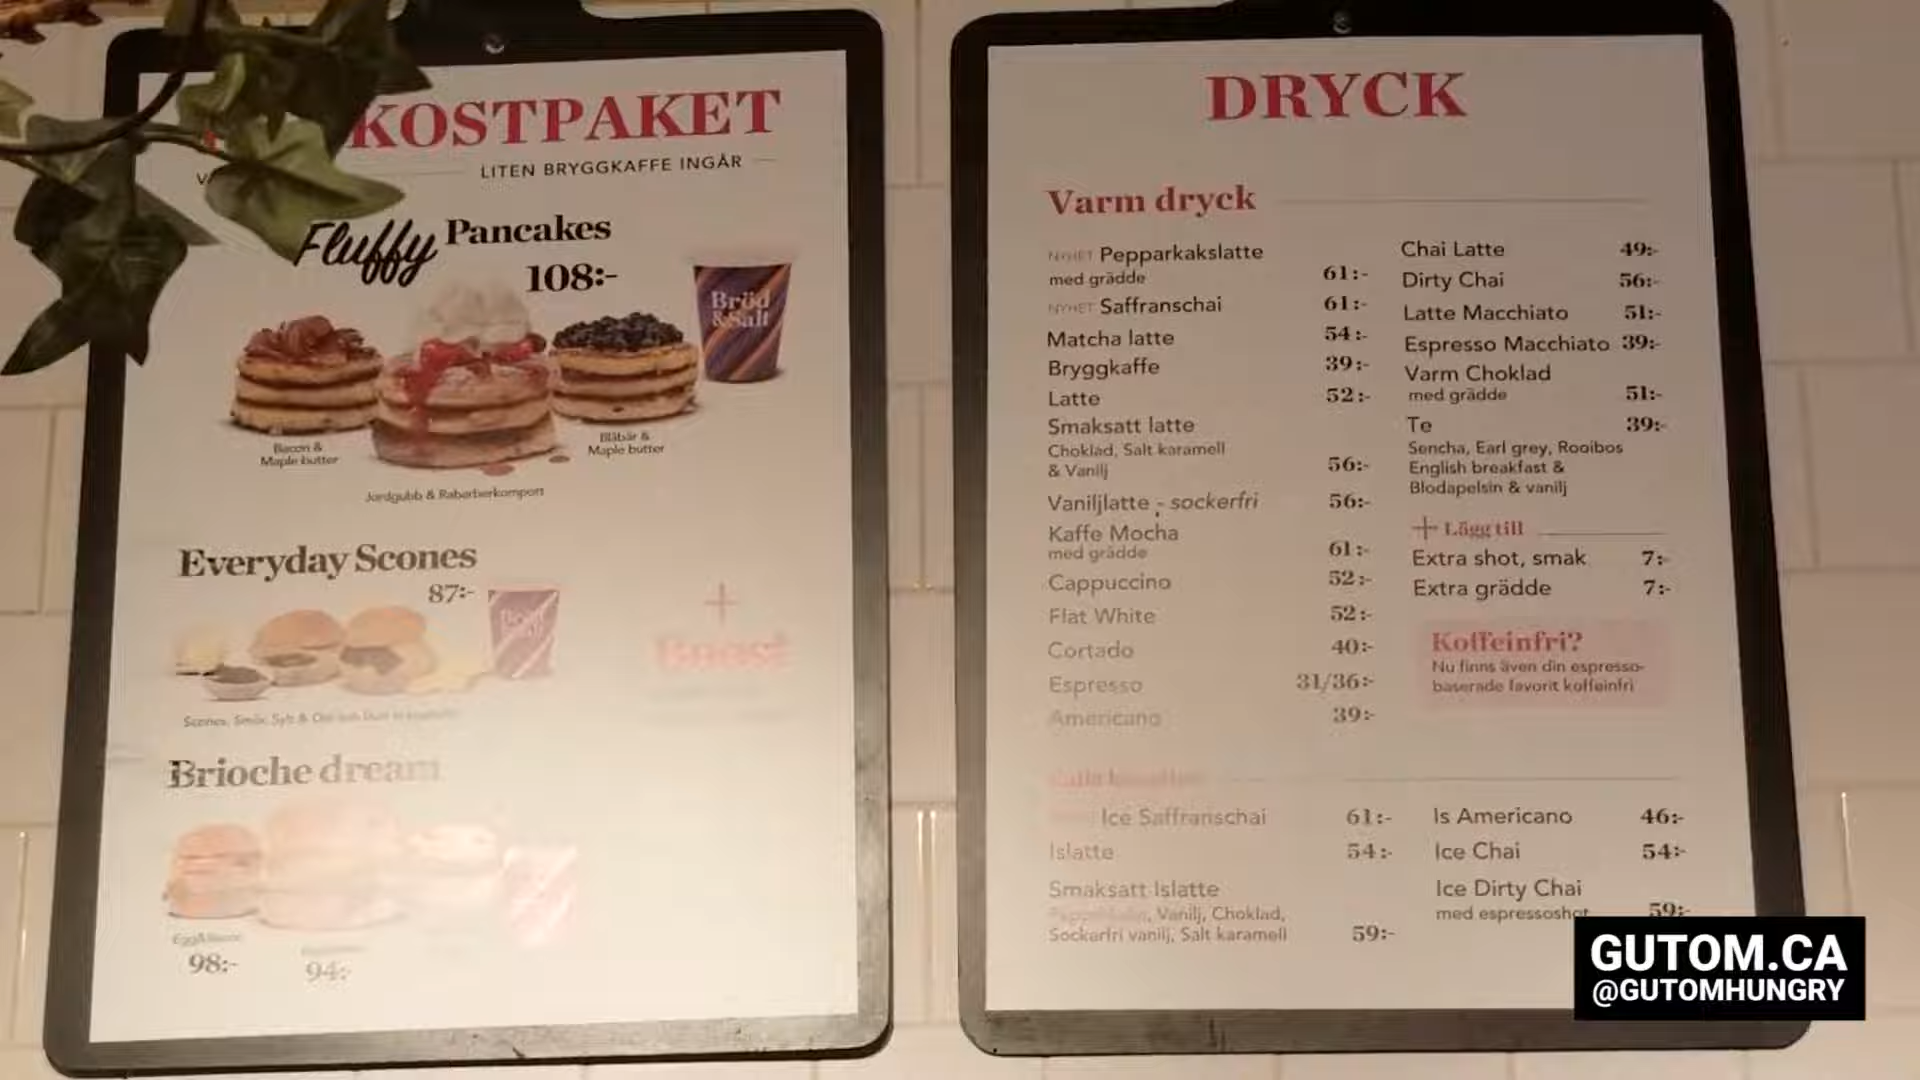 KOSTPAKET
LITEN BRYGGKAFFE INGÅR
Fluffy Pancakes
108:-
Bröd
& Salt
Bacon &
Maple butter
Blåbär &
Maple butter
Jordgubb & Rabarberkompott
Everyday Scones
87:-
Scones, Smör, Sylt & Ost
+
Boost
Brioche dream
Egg & Bacon
98:-
94:-
DRYCK
Varm dryck
NYHET Pepparkakslatte
med grädde 61:-
NYHET Saffranschai 61:-
Matcha latte 54:-
Bryggkaffe 39:-
Latte 52:-
Smaksatt latte
Choklad, Salt karamell
& Vanilj 56:-
Vaniljlatte - sockerfri 56:-
Kaffe Mocha
med grädde 61:-
Cappuccino 52:-
Flat White 52:-
Cortado 40:-
Espresso 31/36:-
Americano 39:-
Chai Latte 49:-
Dirty Chai 56:-
Latte Macchiato 51:-
Espresso Macchiato 39:-
Varm Choklad
med grädde 51:-
Te 39:-
Sencha, Earl grey, Rooibos
English breakfast &
Blodapelsin & vanilj
+ Lägg till
Extra shot, smak 7:-
Extra grädde 7:-
Koffeinfri?
Nu finns även din espresso-
baserade favorit koffeinfri
Ice Saffranschai 61:-
Islatte 54:-
Smaksatt Islatte
Vanilj, Choklad,
Sockerfri vanilj, Salt karamell 59:-
Is Americano 46:-
Ice Chai 54:-
Ice Dirty Chai
med espressoshot 59:-
GUTOM.CA
@GUTOMHUNGRY